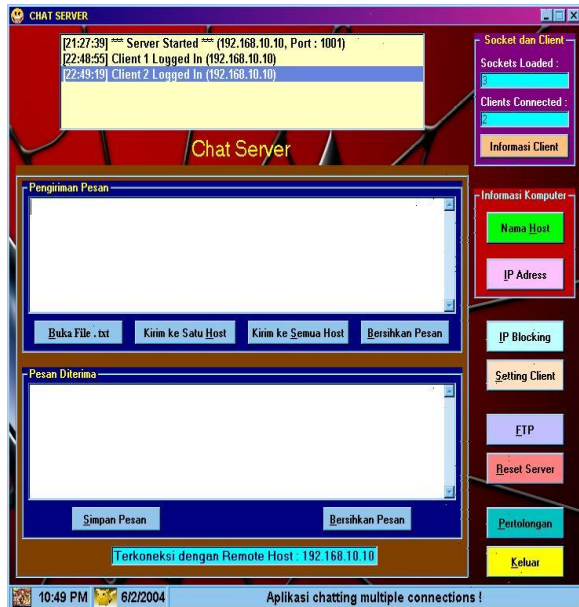 CHAT SERVER
[21:27:39] *** Server Started *** (192.168.10.10, Port : 1001)
[22:48:55] Client 1 Logged In (192.168.10.10)
[22:49:19] Client 2 Logged In (192.168.10.10)
Socket dan Client
Sockets Loaded :
3
Clients Connected :
2
Informasi Client
Chat Server
Pengiriman Pesan
Buka File .txt
Kirim ke Satu Host
Kirim ke Semua Host
Bersihkan Pesan
Informasi Komputer
Nama Host
IP Adress
IP Blocking
Setting Client
Pesan Diterima
Simpan Pesan
Bersihkan Pesan
FTP
Reset Server
Pertolongan
Keluar
Terkoneksi dengan Remote Host : 192.168.10.10
10:49 PM 6/2/2004 Aplikasi chatting multiple connections !